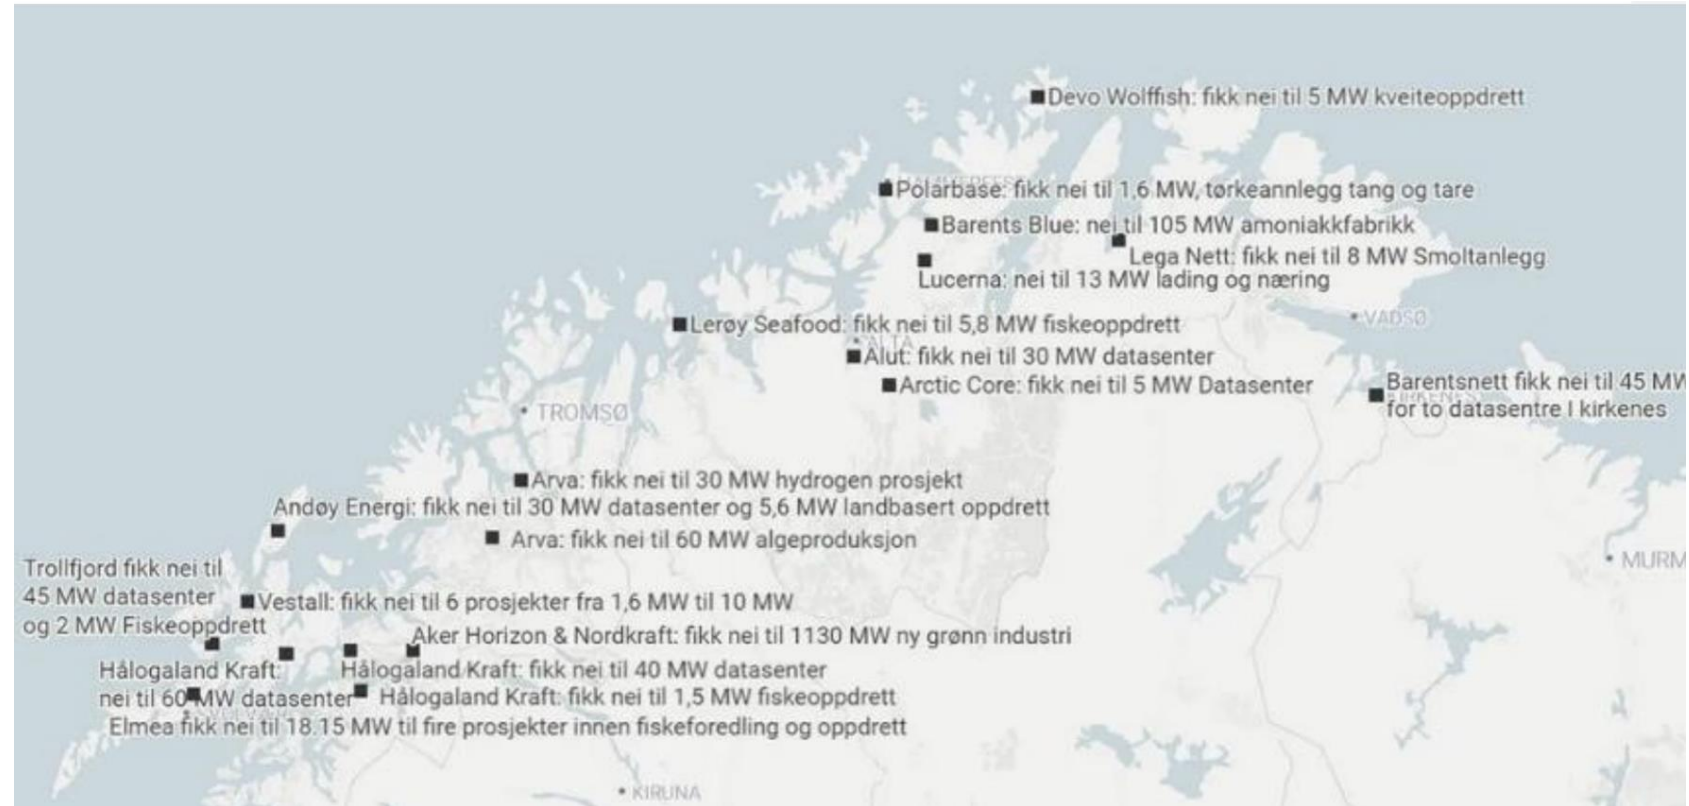 Devo Wolffish: fikk nei til 5 MW kveiteoppdrett
Polarbase: fikk nei til 1,6 MW, tørkeannlegg tang og tare
Barents Blue: nei til 105 MW amoniakkfabrikk
Lega Nett: fikk nei til 8 MW Smoltanlegg
Lucerna: nei til 13 MW lading og næring
VADSØ
Lerøy Seafood: fikk nei til 5,8 MW fiskeoppdrett
ALTA
Alut: fikk nei til 30 MW datasenter
Arctic Core: fikk nei til 5 MW Datasenter
Barentsnett fikk nei til 45 MW
KIRKENES
for to datasentre I kirkenes
TROMSØ
Arva: fikk nei til 30 MW hydrogen prosjekt
Andøy Energi: fikk nei til 30 MW datasenter og 5,6 MW landbasert oppdrett
Arva: fikk nei til 60 MW algeproduksjon
MURM
Trollfjord fikk nei til
45 MW datasenter
og 2 MW Fiskeoppdrett
Vestall: fikk nei til 6 prosjekter fra 1,6 MW til 10 MW
Aker Horizon & Nordkraft: fikk nei til 1130 MW ny grønn industri
Hålogaland Kraft:
nei til 60 MW datasenter
Hålogaland Kraft: fikk nei til 40 MW datasenter
Hålogaland Kraft: fikk nei til 1,5 MW fiskeoppdrett
Elmea fikk nei til 18.15 MW til fire prosjekter innen fiskeforedling og oppdrett
KIRUNA